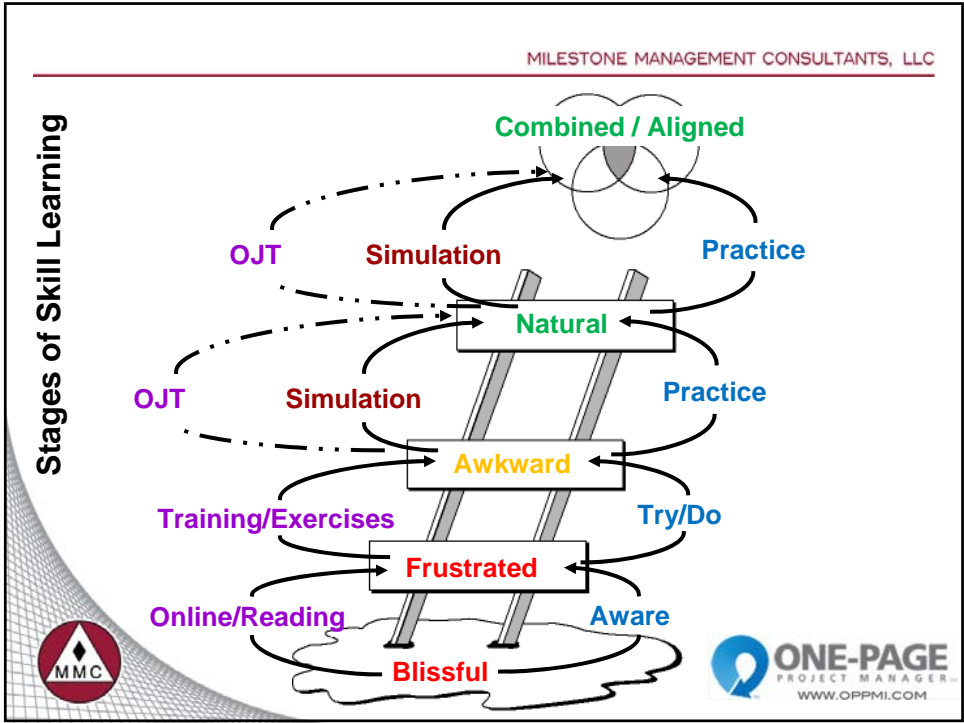 MILESTONE MANAGEMENT CONSULTANTS, LLC
Stages of Skill Learning
Combined / Aligned
OJT
Simulation
Practice
Natural
OJT
Simulation
Practice
Awkward
Training/Exercises
Try/Do
Frustrated
Online/Reading
Aware
Blissful
MMC
ONE-PAGE
PROJECT MANAGER
WWW.OPPMI.COM